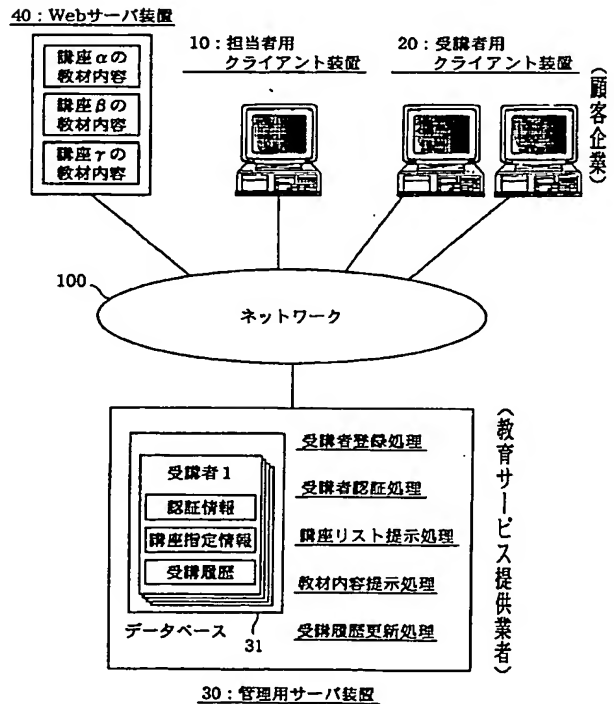 40：Webサーバ装置
講座αの
教材内容
講座βの
教材内容
講座γの
教材内容
10：担当者用
クライアント装置
20：受講者用
クライアント装置
（顧客企業）
100
ネットワーク
受講者1
認証情報
講座指定情報
受講履歴
データベース
31
受講者登録処理
受講者認証処理
講座リスト提示処理
教材内容提示処理
受講履歴更新処理
（教育サービス提供業者）
30：管理用サーバ装置